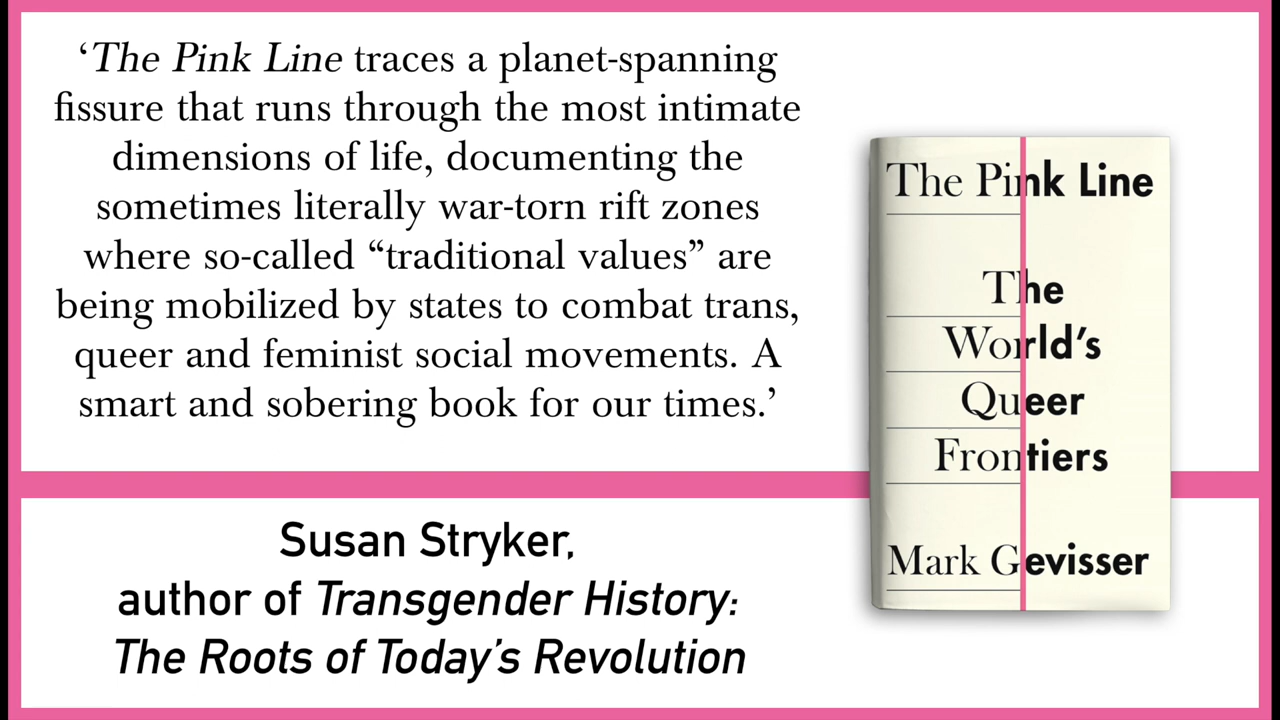 ‘The Pink Line traces a planet-spanning
fissure that runs through the most intimate
dimensions of life, documenting the
sometimes literally war-torn rift zones
where so-called “traditional values” are
being mobilized by states to combat trans,
queer and feminist social movements. A
smart and sobering book for our times.’
Susan Stryker,
author of Transgender History:
The Roots of Today’s Revolution
The Pink Line
The
World’s
Queer
Frontiers
Mark Gevisser